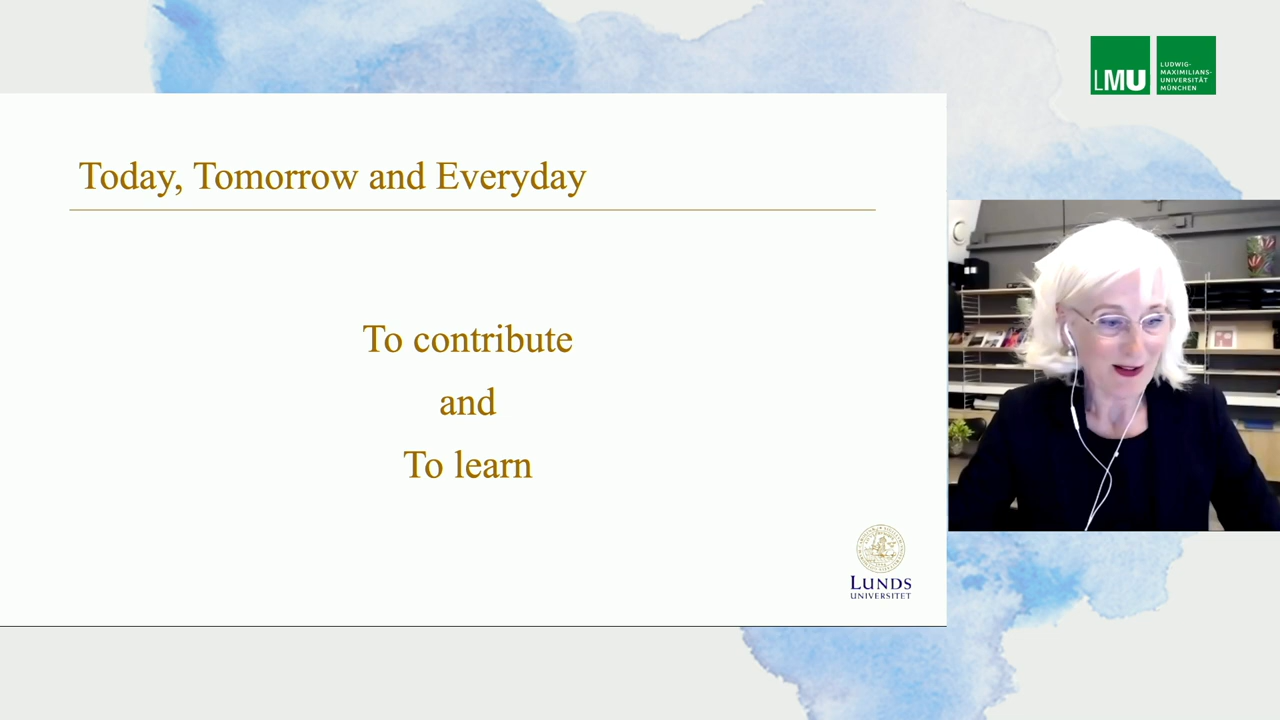 LMU
LUDWIG-
MAXIMILIANS-
UNIVERSITÄT
MÜNCHEN
Today, Tomorrow and Everyday
To contribute
and
To learn
LUNDS
UNIVERSITET